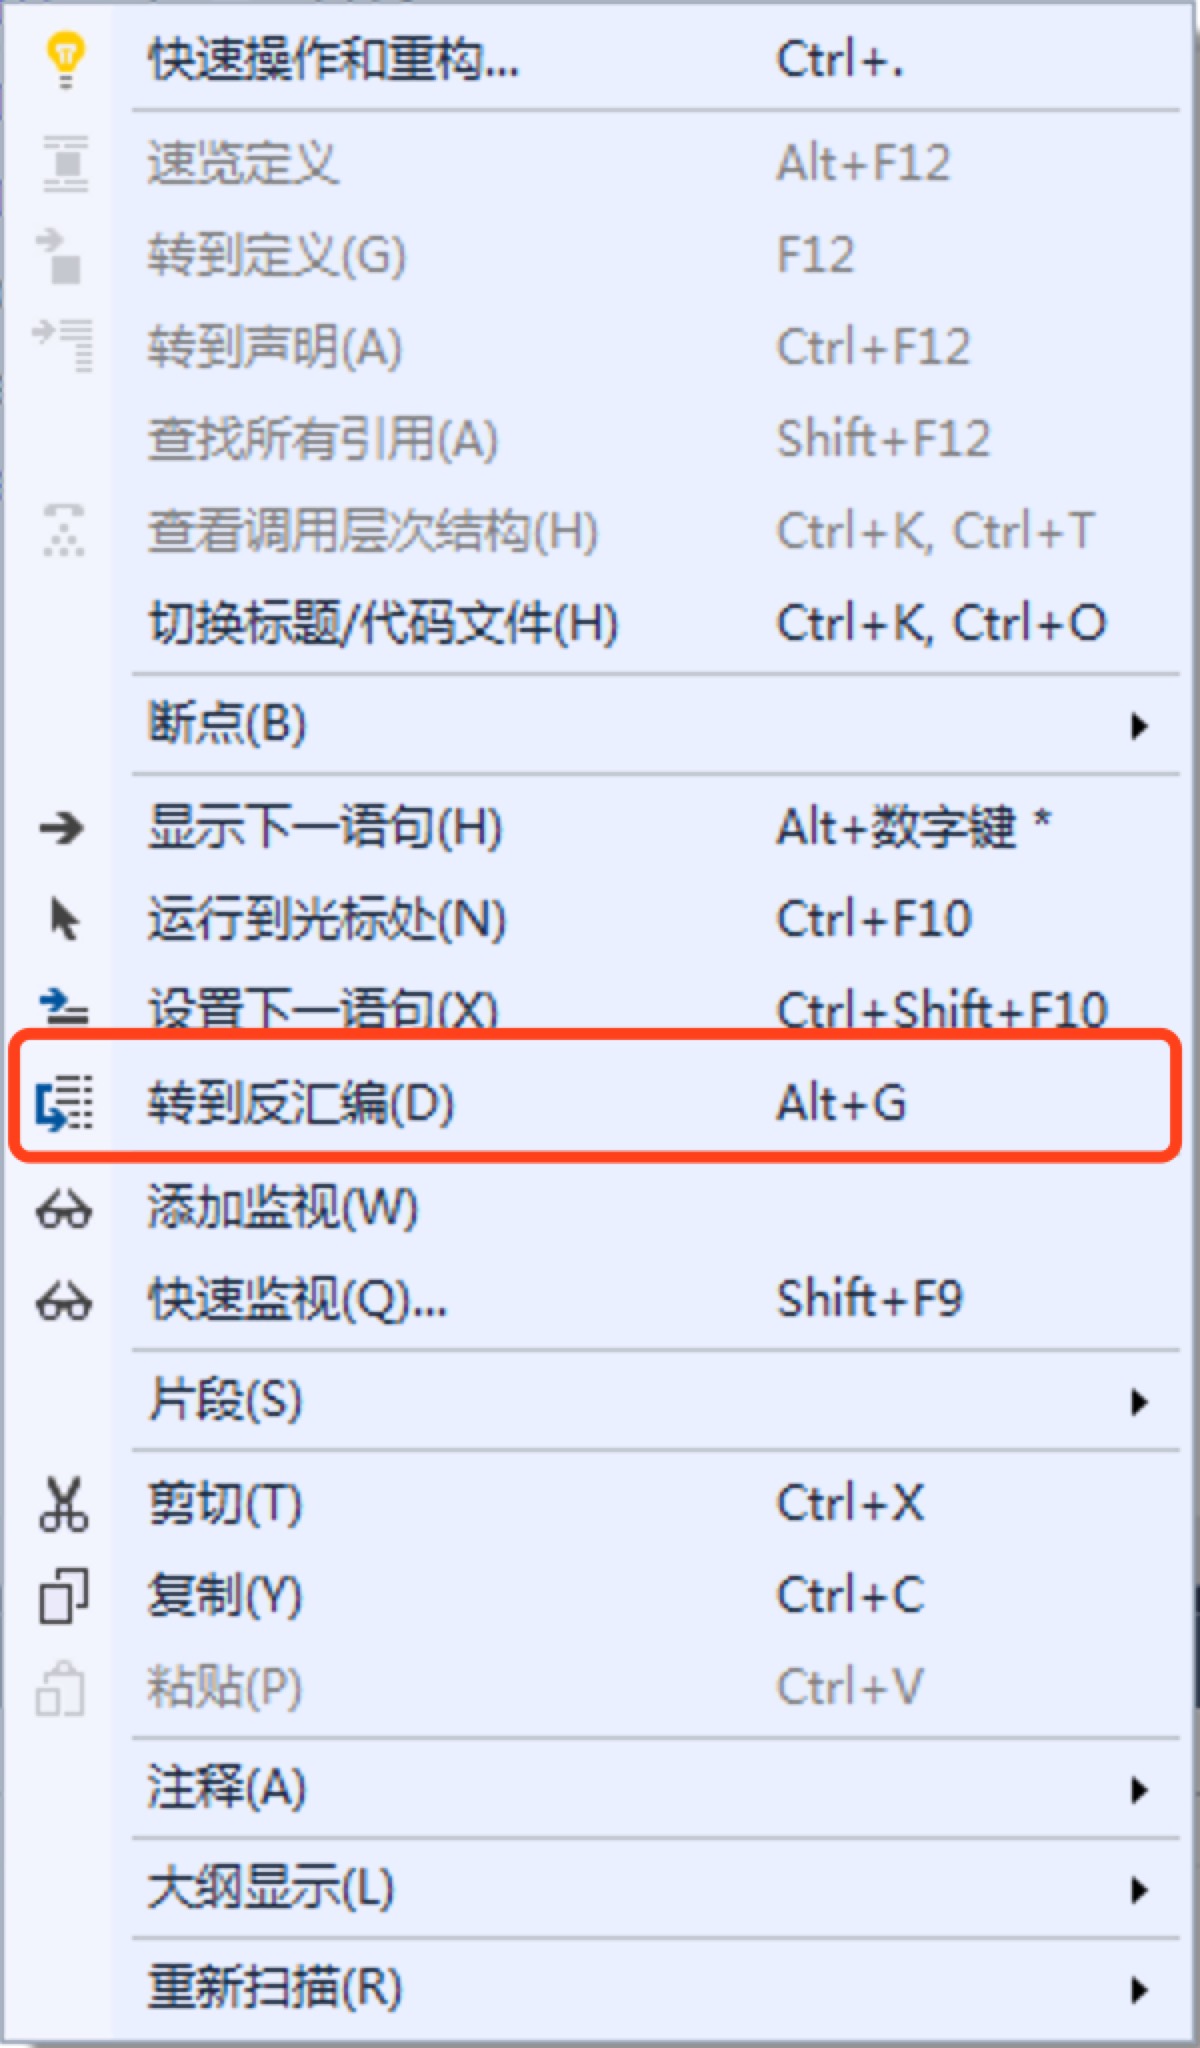 快速操作和重构... Ctrl+.
速览定义 Alt+F12
转到定义(G) F12
转到声明(A) Ctrl+F12
查找所有引用(A) Shift+F12
查看调用层次结构(H) Ctrl+K, Ctrl+T
切换标题/代码文件(H) Ctrl+K, Ctrl+O
断点(B)
显示下一语句(H) Alt+数字键 *
运行到光标处(N) Ctrl+F10
设置下一语句(X) Ctrl+Shift+F10
转到反汇编(D) Alt+G
添加监视(W)
快速监视(Q)... Shift+F9
片段(S)
剪切(T) Ctrl+X
复制(Y) Ctrl+C
粘贴(P) Ctrl+V
注释(A)
大纲显示(L)
重新扫描(R)